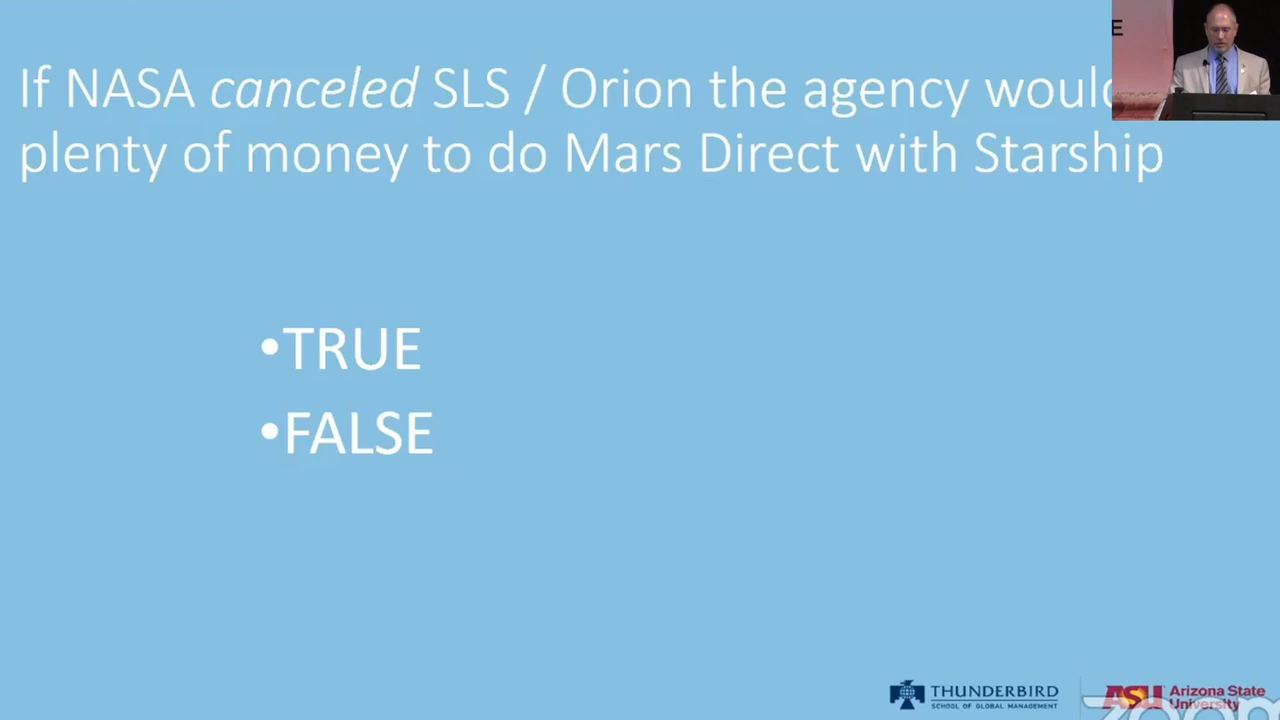 If NASA canceled SLS / Orion the agency would
plenty of money to do Mars Direct with Starship
•TRUE
•FALSE
E
THUNDERBIRD
SCHOOL OF GLOBAL MANAGEMENT
ASU Arizona State
University
zoom